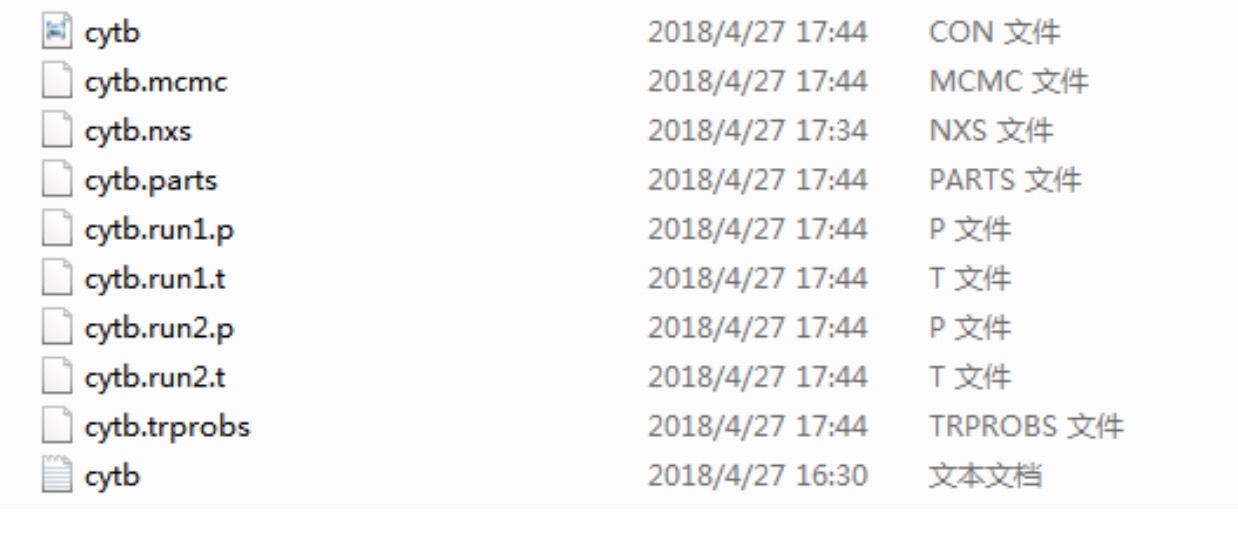 cytb 2018/4/27 17:44 CON 文件
cytb.mcmc 2018/4/27 17:44 MCMC 文件
cytb.nxs 2018/4/27 17:34 NXS 文件
cytb.parts 2018/4/27 17:44 PARTS 文件
cytb.run1.p 2018/4/27 17:44 P 文件
cytb.run1.t 2018/4/27 17:44 T 文件
cytb.run2.p 2018/4/27 17:44 P 文件
cytb.run2.t 2018/4/27 17:44 T 文件
cytb.trprobs 2018/4/27 17:44 TRPROBS 文件
cytb 2018/4/27 16:30 文本文档